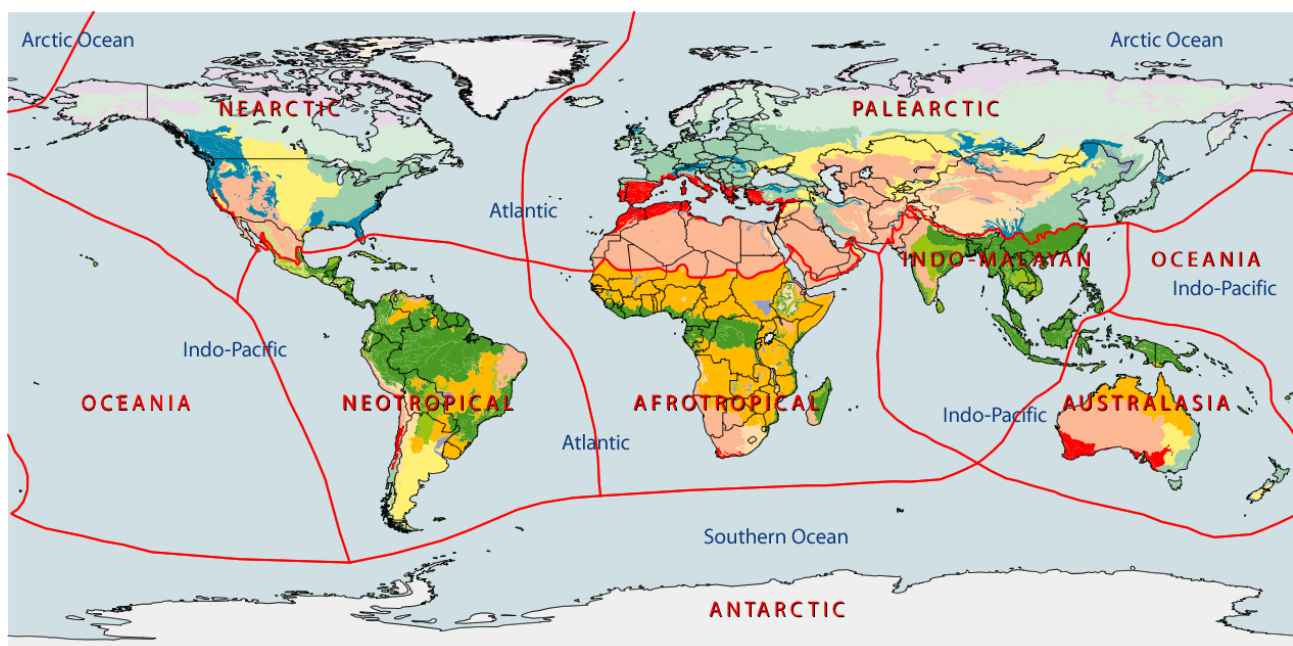 Arctic Ocean
Arctic Ocean
NEARCTIC
PALEARCTIC
Atlantic
INDO-MALAYAN
OCEANIA
Indo-Pacific
Indo-Pacific
OCEANIA
NEOTROPICAL
AFROTROPICAL
Indo-Pacific
AUSTRALASIA
Atlantic
Southern Ocean
ANTARCTIC